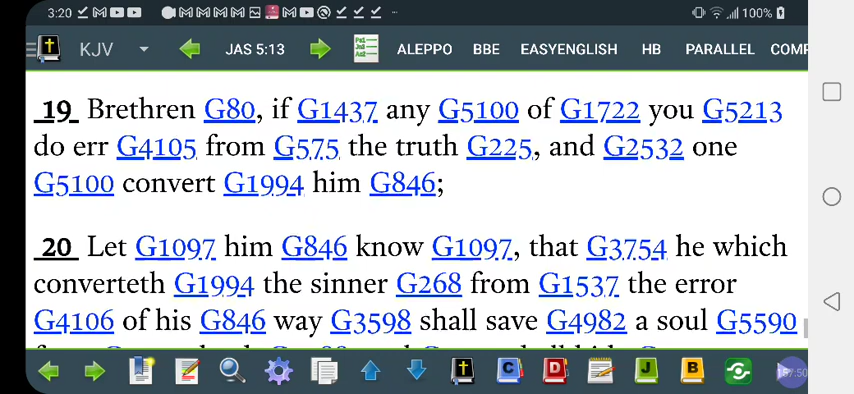 3:20 100%
KJV JAS 5:13 ALEPPO BBE EASYENGLISH HB PARALLEL COMP
19 Brethren G80, if G1437 any G5100 of G1722 you G5213
do err G4105 from G575 the truth G225, and G2532 one
G5100 convert G1994 him G846;
20 Let G1097 him G846 know G1097, that G3754 he which
converteth G1994 the sinner G268 from G1537 the error
G4106 of his G846 way G3598 shall save G4982 a soul G5590